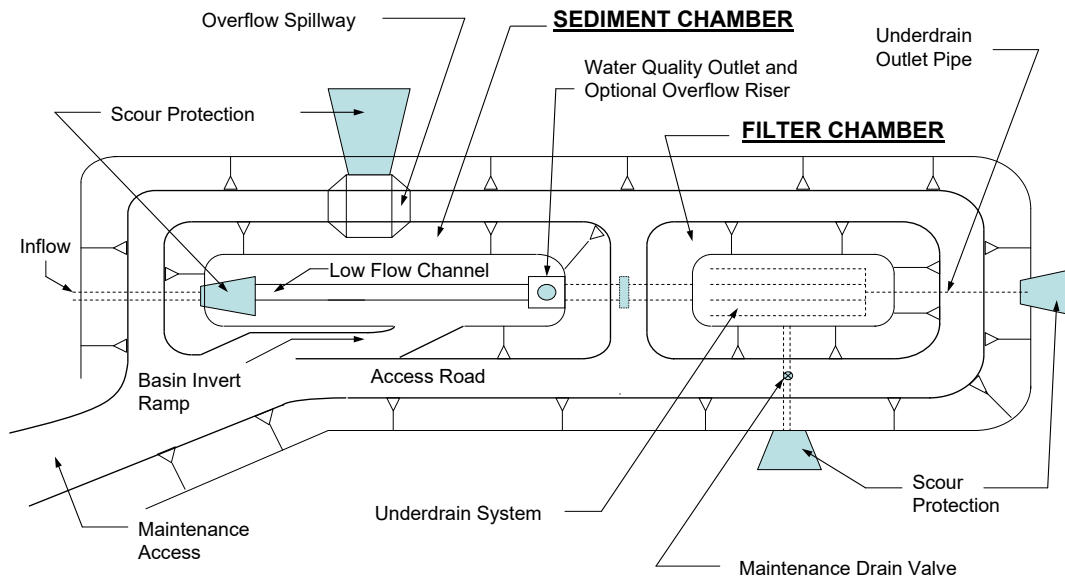 Overflow Spillway
SEDIMENT CHAMBER
Underdrain
Outlet Pipe
Water Quality Outlet and
Optional Overflow Riser
Scour Protection
FILTER CHAMBER
Inflow
Low Flow Channel
Basin Invert
Ramp
Access Road
Maintenance
Access
Underdrain System
Scour
Protection
Maintenance Drain Valve